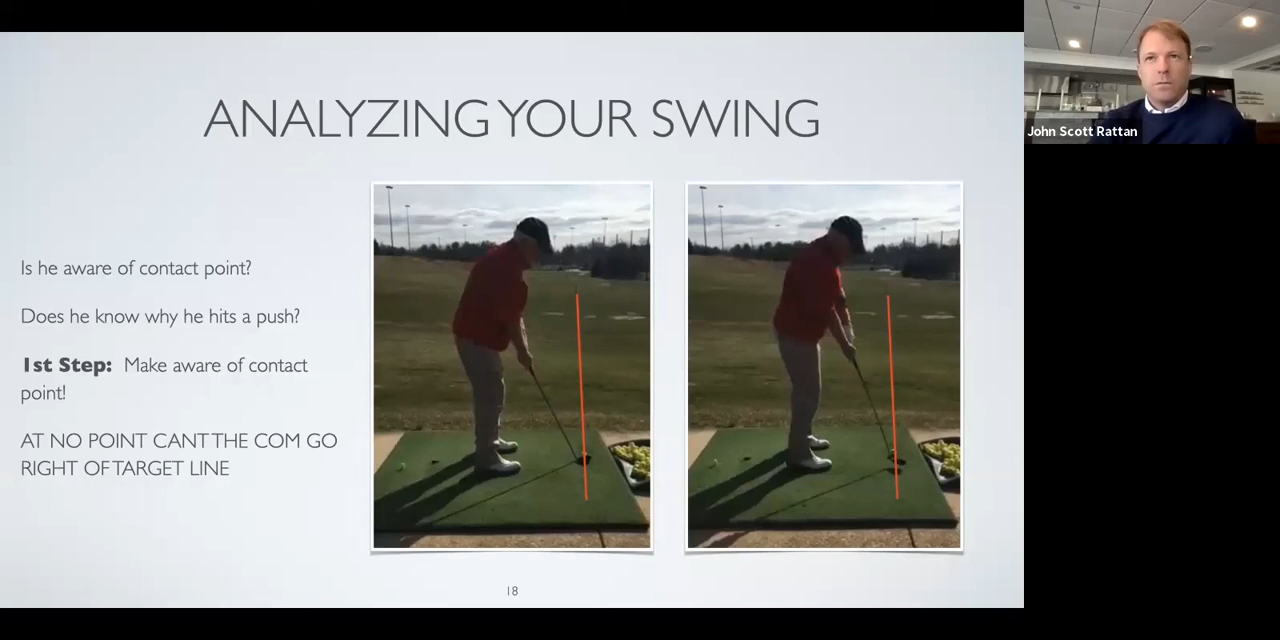 ANALYZING YOUR SWING
John Scott Rattan
Is he aware of contact point?
Does he know why he hits a push?
1st Step: Make aware of contact
point!
AT NO POINT CANT THE COM GO
RIGHT OF TARGET LINE
18